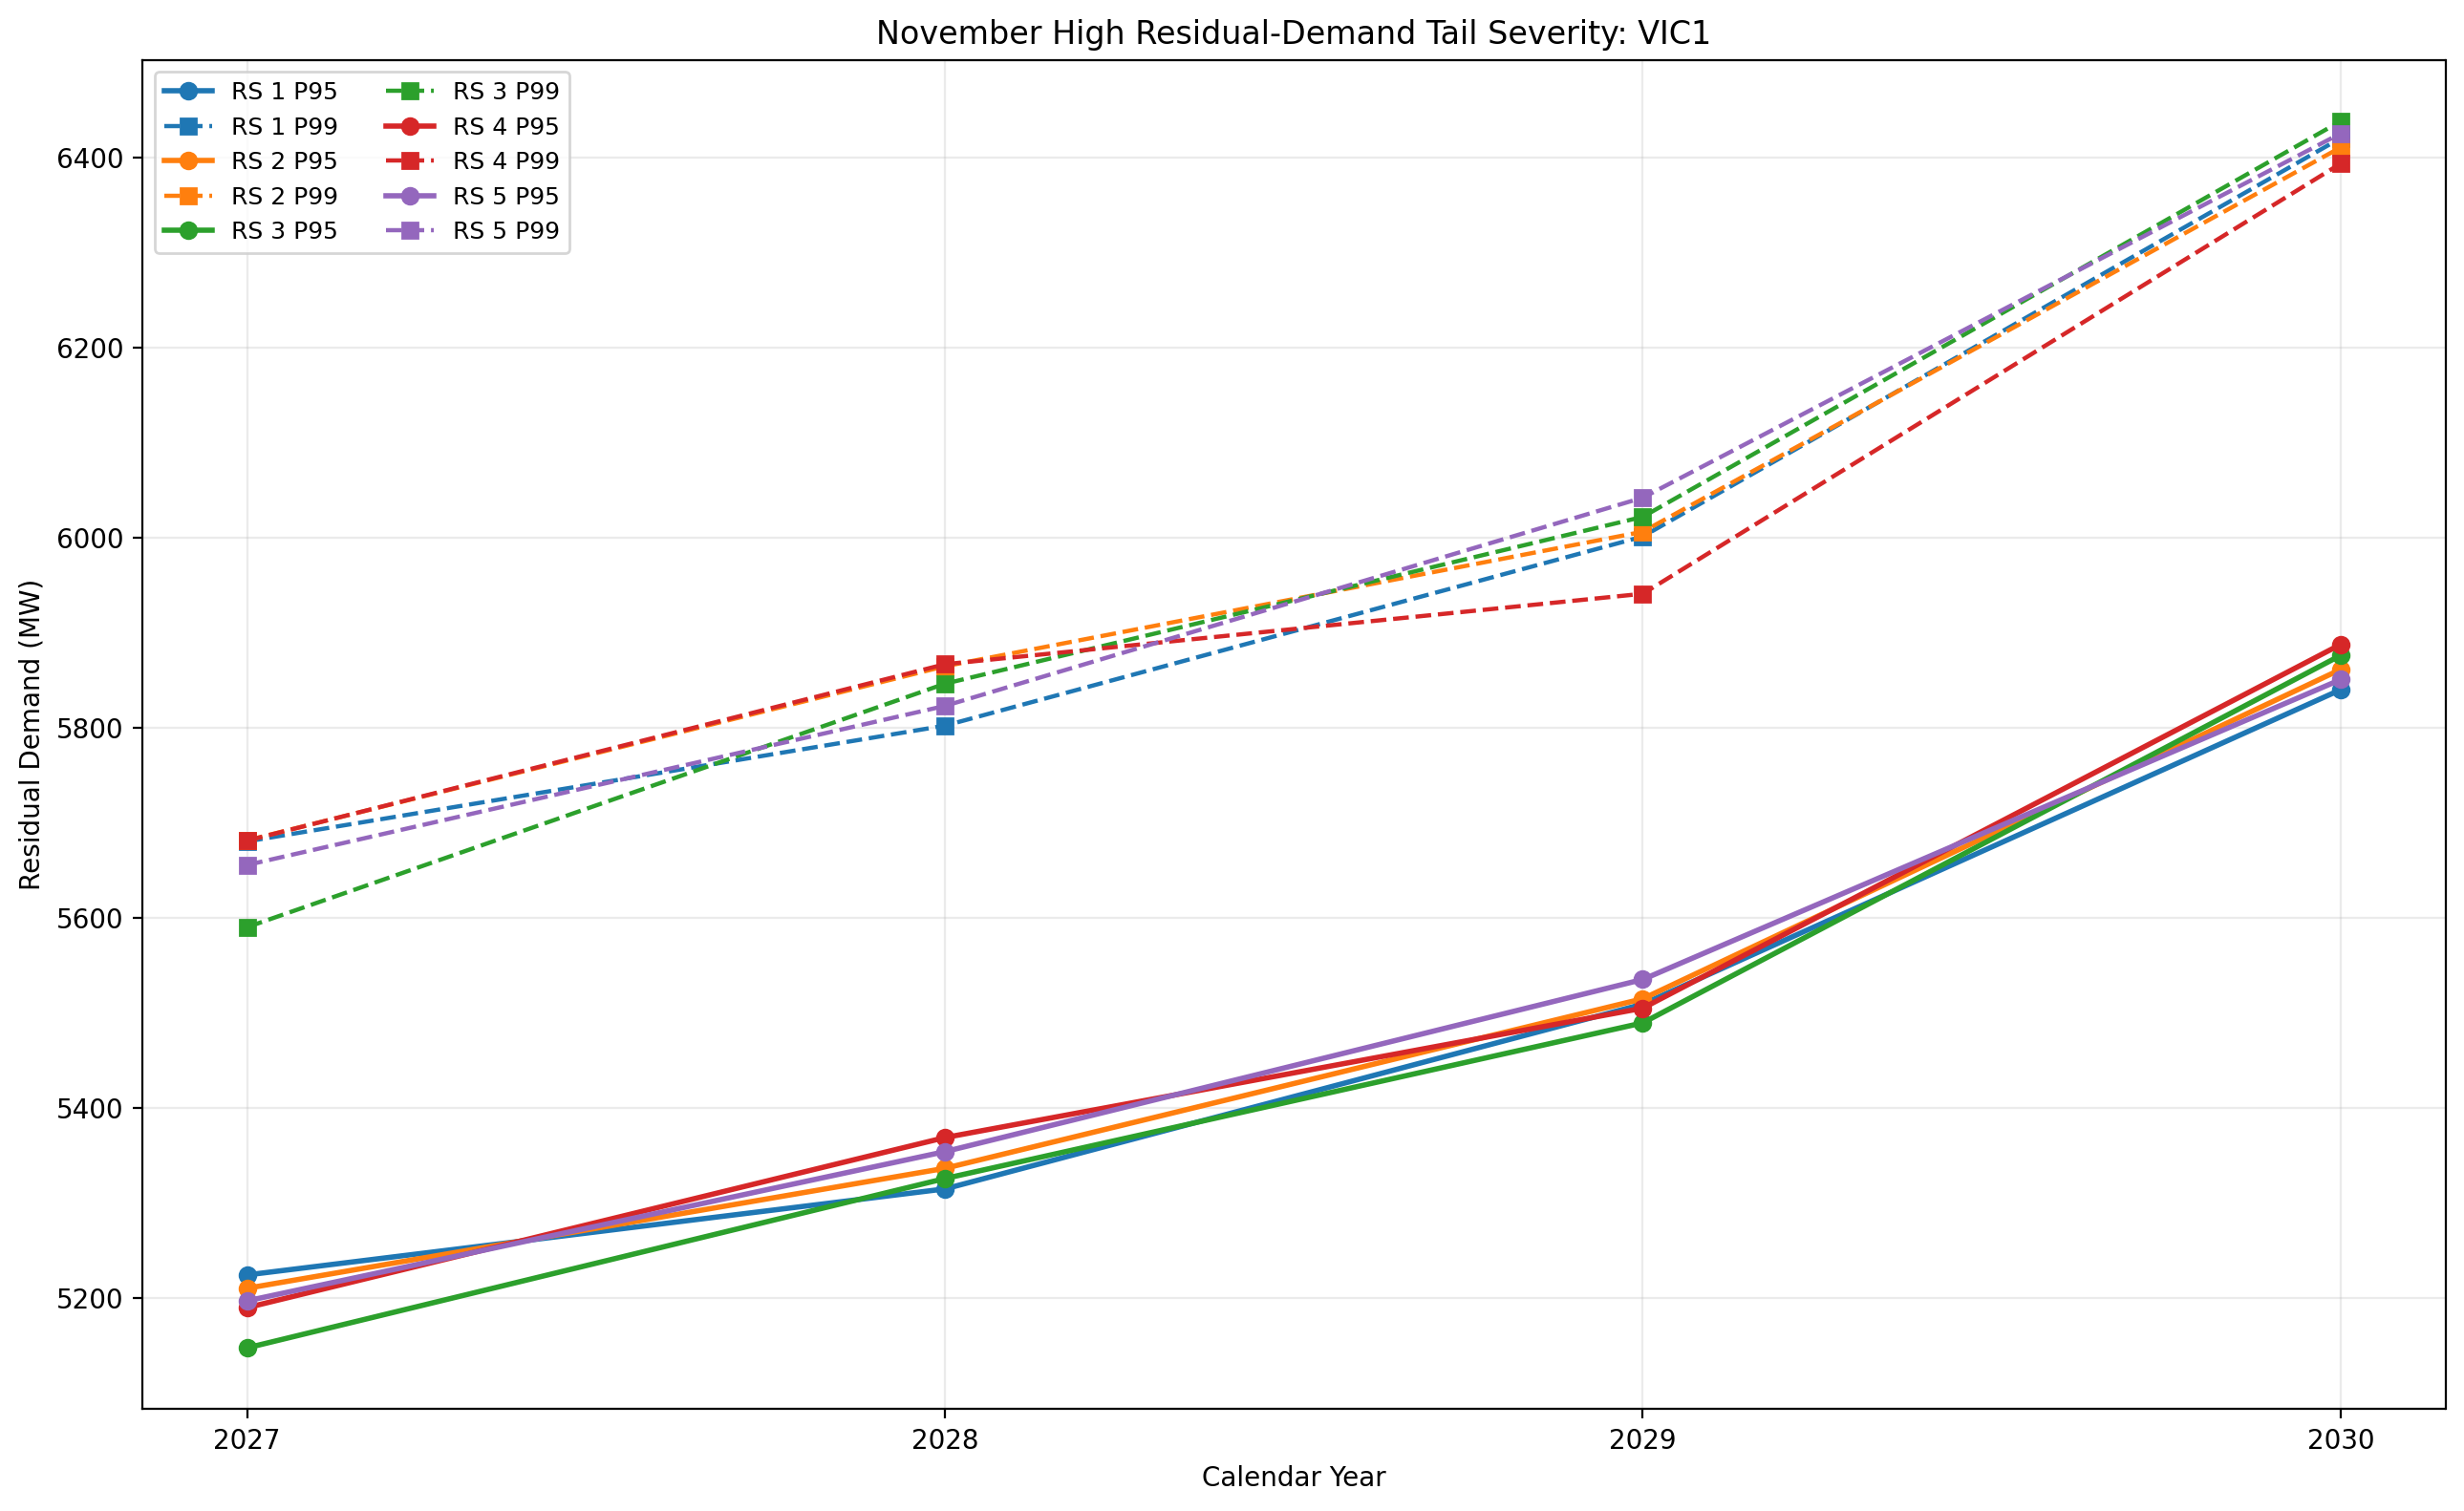 November High Residual-Demand Tail Severity: VIC1
RS 1 P95
RS 1 P99
RS 2 P95
RS 2 P99
RS 3 P95
RS 3 P99
RS 4 P95
RS 4 P99
RS 5 P95
RS 5 P99
Residual Demand (MW)
6400
6200
6000
5800
5600
5400
5200
2027
2028
2029
2030
Calendar Year